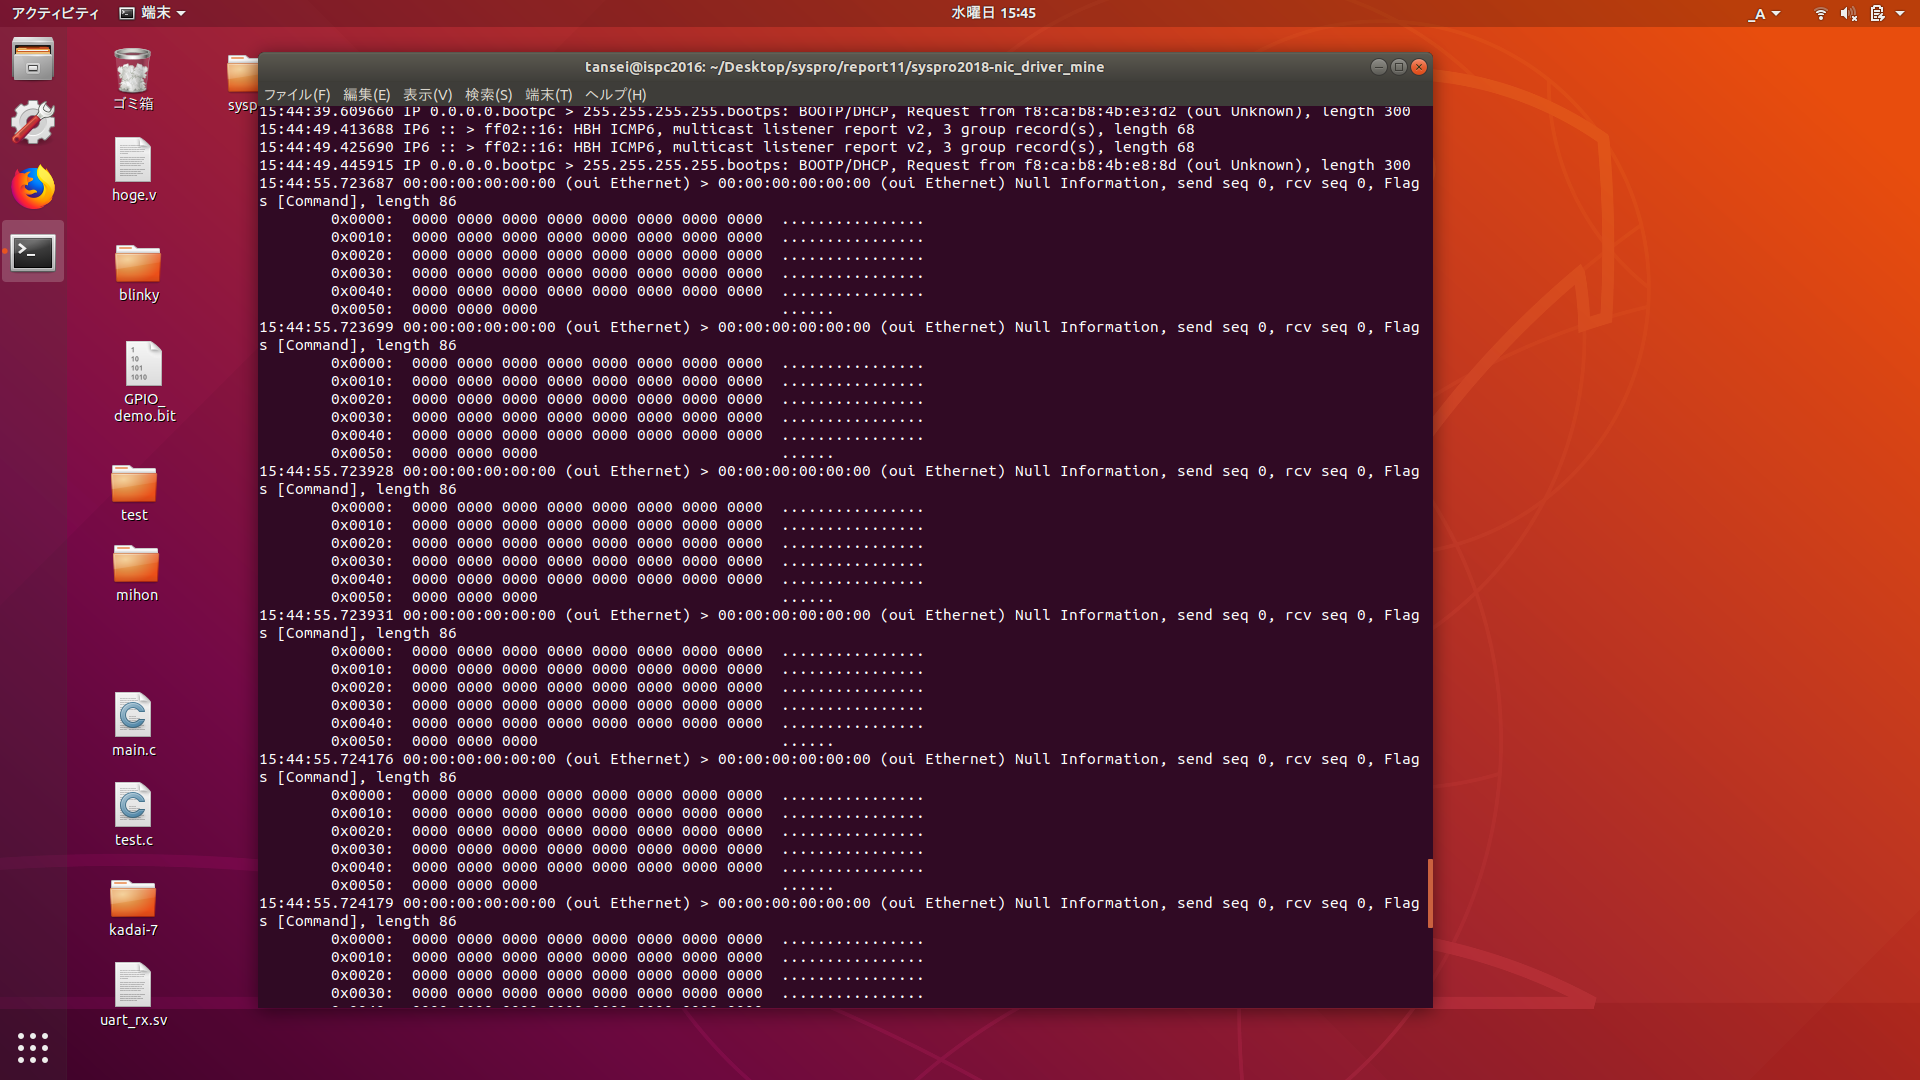 アクティビティ 端末 水曜日 15:45 _A
ゴミ箱
hoge.v
blinky
1
10
101
1010
GPIO_
demo.bit
test
mihon
main.c
test.c
kadai-7
uart_rx.sv
sysp
tansei@ispc2016: ~/Desktop/syspro/report11/syspro2018-nic_driver_mine
ファイル(F) 編集(E) 表示(V) 検索(S) 端末(T) ヘルプ(H)
15:44:39.609660 IP 0.0.0.0.bootpc > 255.255.255.255.bootps: BOOTP/DHCP, Request from f8:ca:b8:4b:e3:d2 (oui Unknown), length 300
15:44:49.413688 IP6 :: > ff02::16: HBH ICMP6, multicast listener report v2, 3 group record(s), length 68
15:44:49.425690 IP6 :: > ff02::16: HBH ICMP6, multicast listener report v2, 3 group record(s), length 68
15:44:49.445915 IP 0.0.0.0.bootpc > 255.255.255.255.bootps: BOOTP/DHCP, Request from f8:ca:b8:4b:e8:8d (oui Unknown), length 300
15:44:55.723687 00:00:00:00:00:00 (oui Ethernet) > 00:00:00:00:00:00 (oui Ethernet) Null Information, send seq 0, rcv seq 0, Flag
s [Command], length 86
0x0000: 0000 0000 0000 0000 0000 0000 0000 0000 ................
0x0010: 0000 0000 0000 0000 0000 0000 0000 0000 ................
0x0020: 0000 0000 0000 0000 0000 0000 0000 0000 ................
0x0030: 0000 0000 0000 0000 0000 0000 0000 0000 ................
0x0040: 0000 0000 0000 0000 0000 0000 0000 0000 ................
0x0050: 0000 0000 0000 ......
15:44:55.723699 00:00:00:00:00:00 (oui Ethernet) > 00:00:00:00:00:00 (oui Ethernet) Null Information, send seq 0, rcv seq 0, Flag
s [Command], length 86
0x0000: 0000 0000 0000 0000 0000 0000 0000 0000 ................
0x0010: 0000 0000 0000 0000 0000 0000 0000 0000 ................
0x0020: 0000 0000 0000 0000 0000 0000 0000 0000 ................
0x0030: 0000 0000 0000 0000 0000 0000 0000 0000 ................
0x0040: 0000 0000 0000 0000 0000 0000 0000 0000 ................
0x0050: 0000 0000 0000 ......
15:44:55.723928 00:00:00:00:00:00 (oui Ethernet) > 00:00:00:00:00:00 (oui Ethernet) Null Information, send seq 0, rcv seq 0, Flag
s [Command], length 86
0x0000: 0000 0000 0000 0000 0000 0000 0000 0000 ................
0x0010: 0000 0000 0000 0000 0000 0000 0000 0000 ................
0x0020: 0000 0000 0000 0000 0000 0000 0000 0000 ................
0x0030: 0000 0000 0000 0000 0000 0000 0000 0000 ................
0x0040: 0000 0000 0000 0000 0000 0000 0000 0000 ................
0x0050: 0000 0000 0000 ......
15:44:55.723931 00:00:00:00:00:00 (oui Ethernet) > 00:00:00:00:00:00 (oui Ethernet) Null Information, send seq 0, rcv seq 0, Flag
s [Command], length 86
0x0000: 0000 0000 0000 0000 0000 0000 0000 0000 ................
0x0010: 0000 0000 0000 0000 0000 0000 0000 0000 ................
0x0020: 0000 0000 0000 0000 0000 0000 0000 0000 ................
0x0030: 0000 0000 0000 0000 0000 0000 0000 0000 ................
0x0040: 0000 0000 0000 0000 0000 0000 0000 0000 ................
0x0050: 0000 0000 0000 ......
15:44:55.724176 00:00:00:00:00:00 (oui Ethernet) > 00:00:00:00:00:00 (oui Ethernet) Null Information, send seq 0, rcv seq 0, Flag
s [Command], length 86
0x0000: 0000 0000 0000 0000 0000 0000 0000 0000 ................
0x0010: 0000 0000 0000 0000 0000 0000 0000 0000 ................
0x0020: 0000 0000 0000 0000 0000 0000 0000 0000 ................
0x0030: 0000 0000 0000 0000 0000 0000 0000 0000 ................
0x0040: 0000 0000 0000 0000 0000 0000 0000 0000 ................
0x0050: 0000 0000 0000 ......
15:44:55.724179 00:00:00:00:00:00 (oui Ethernet) > 00:00:00:00:00:00 (oui Ethernet) Null Information, send seq 0, rcv seq 0, Flag
s [Command], length 86
0x0000: 0000 0000 0000 0000 0000 0000 0000 0000 ................
0x0010: 0000 0000 0000 0000 0000 0000 0000 0000 ................
0x0020: 0000 0000 0000 0000 0000 0000 0000 0000 ................
0x0030: 0000 0000 0000 0000 0000 0000 0000 0000 ................